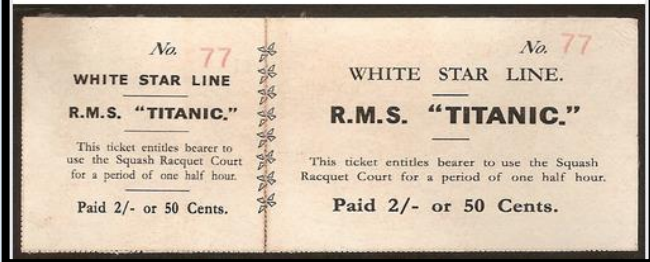 No. 77
WHITE STAR LINE
R.M.S. "TITANIC."
This ticket entitles bearer to
use the Squash Racquet Court
for a period of one half hour.
Paid 2/- or 50 Cents.
No. 77
WHITE STAR LINE.
R.M.S. "TITANIC."
This ticket entitles bearer to use the Squash
Racquet Court for a period of one half hour.
Paid 2/- or 50 Cents.